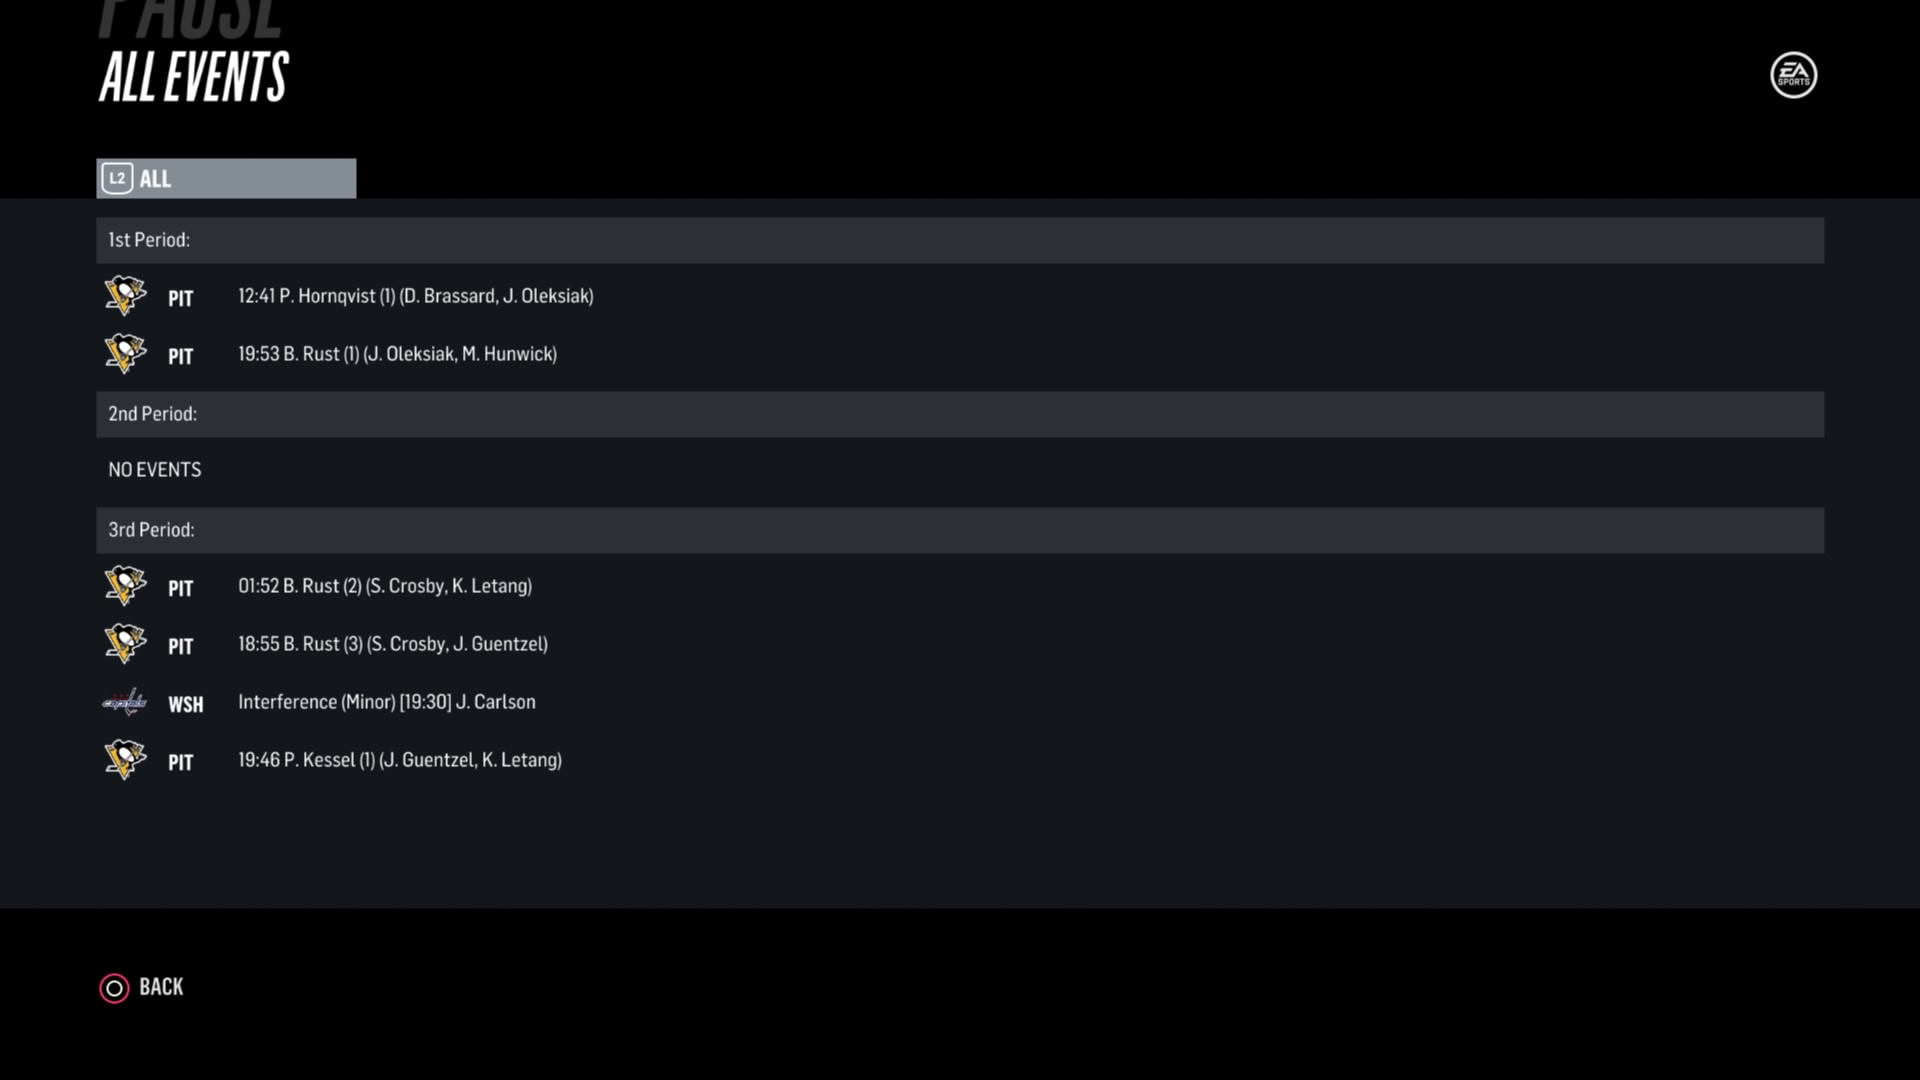 PAUSE
ALL EVENTS
EA SPORTS
L2 ALL
1st Period:
PIT 12:41 P. Hornqvist (1) (D. Brassard, J. Oleksiak)
PIT 19:53 B. Rust (1) (J. Oleksiak, M. Hunwick)
2nd Period:
NO EVENTS
3rd Period:
PIT 01:52 B. Rust (2) (S. Crosby, K. Letang)
PIT 18:55 B. Rust (3) (S. Crosby, J. Guentzel)
capitals WSH Interference (Minor) [19:30] J. Carlson
PIT 19:46 P. Kessel (1) (J. Guentzel, K. Letang)
BACK